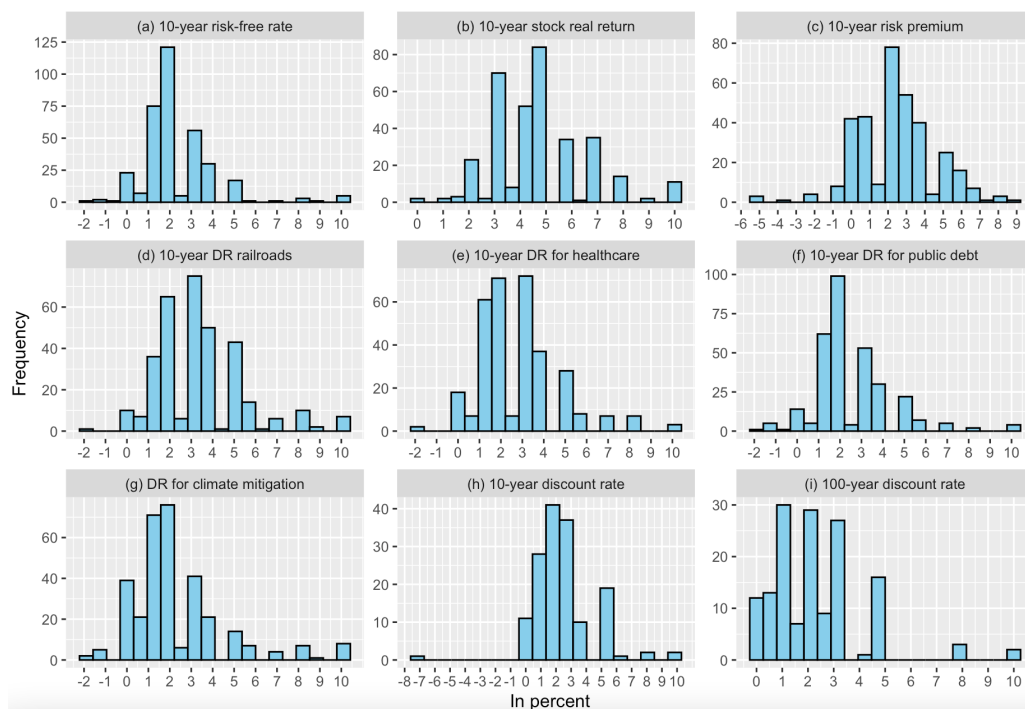 (a) 10-year risk-free rate
125
100
75
50
25
0
-2 -1 0 1 2 3 4 5 6 7 8 9 10
(b) 10-year stock real return
80
60
40
20
0
0 1 2 3 4 5 6 7 8 9 10
(c) 10-year risk premium
80
60
40
20
0
-6 -5 -4 -3 -2 -1 0 1 2 3 4 5 6 7 8 9
(d) 10-year DR railroads
60
40
20
0
-2 -1 0 1 2 3 4 5 6 7 8 9 10
(e) 10-year DR for healthcare
60
40
20
0
-2 -1 0 1 2 3 4 5 6 7 8 9 10
(f) 10-year DR for public debt
100
75
50
25
0
-2 -1 0 1 2 3 4 5 6 7 8 9 10
(g) DR for climate mitigation
60
40
20
0
-2 -1 0 1 2 3 4 5 6 7 8 9 10
(h) 10-year discount rate
40
30
20
10
0
-8 -7 -6 -5 -4 -3 -2 -1 0 1 2 3 4 5 6 7 8 9 10
(i) 100-year discount rate
30
20
10
0
0 1 2 3 4 5 6 7 8 9 10
Frequency
In percent